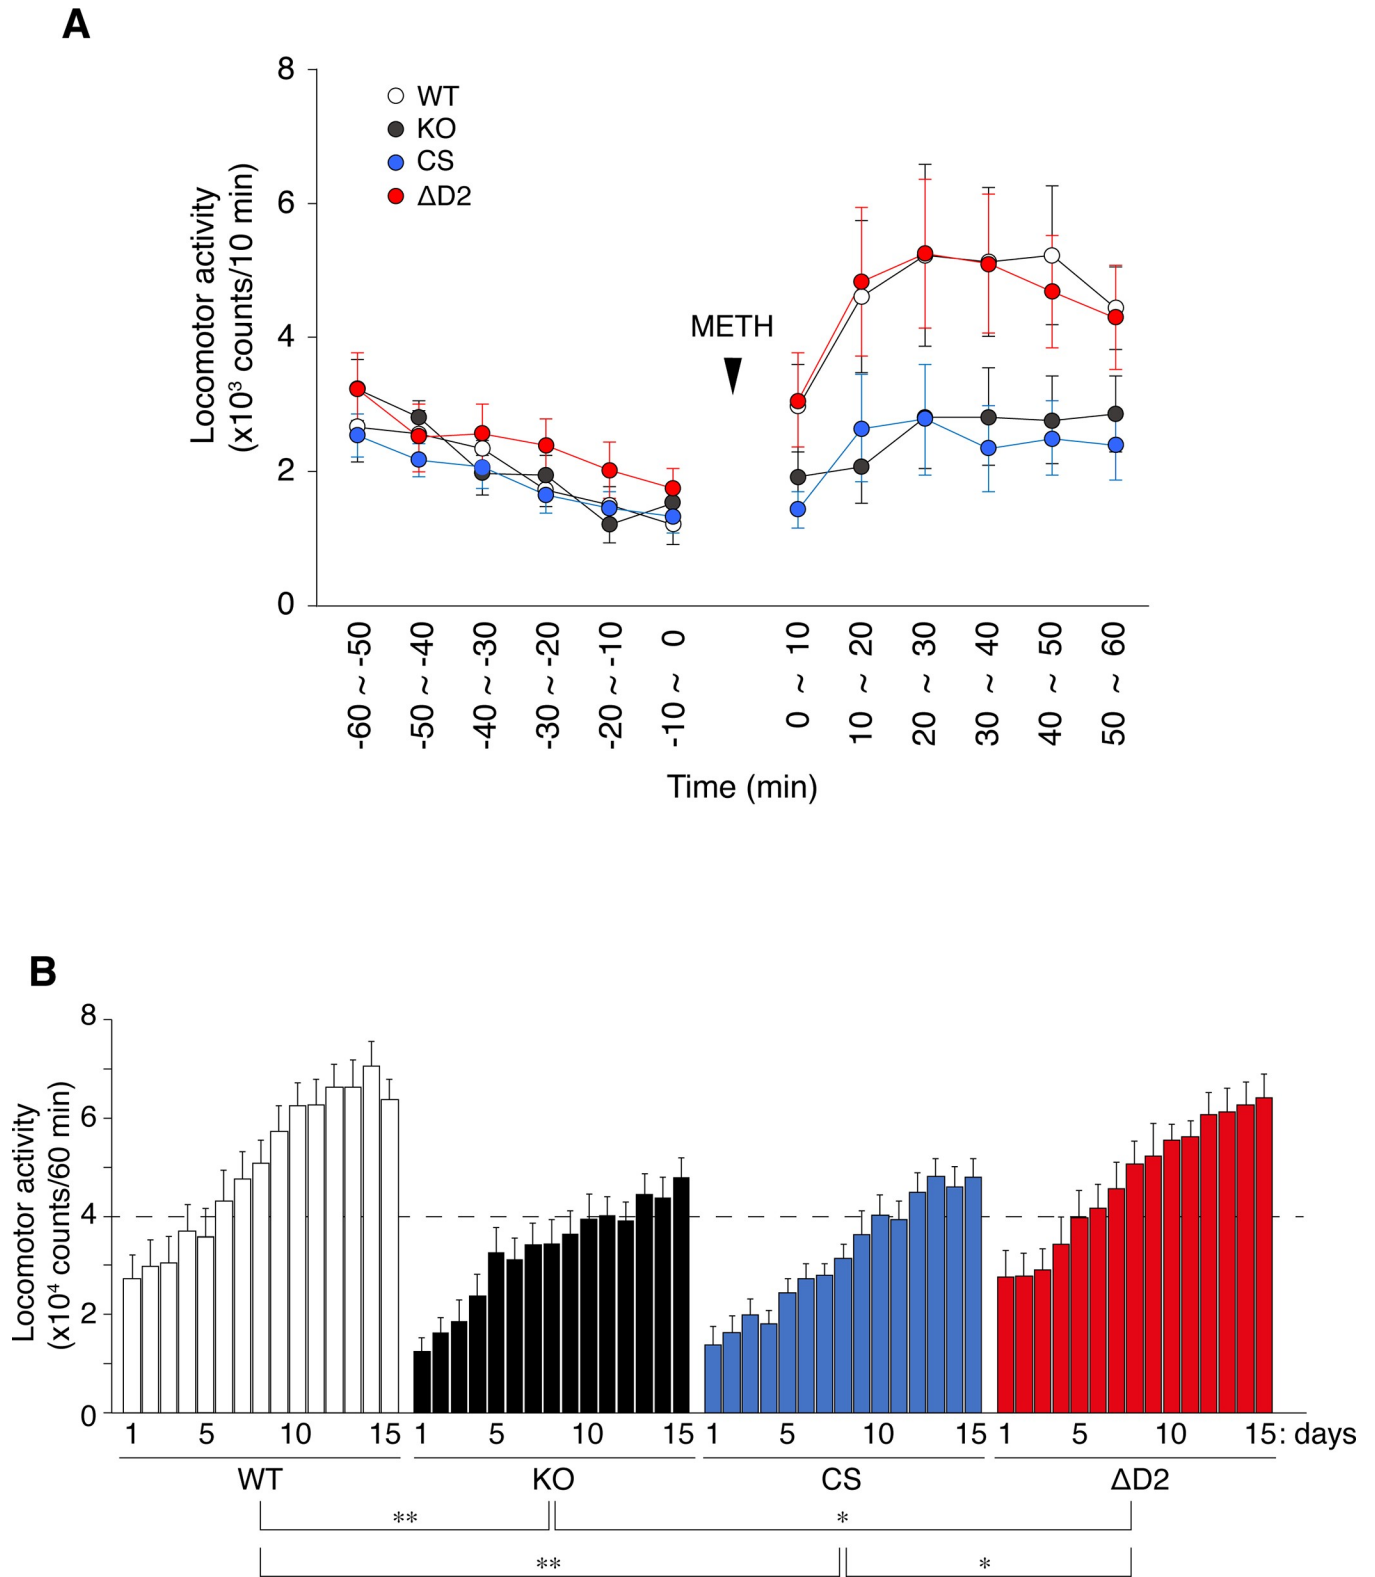 A
8
6
4
2
0
Locomotor activity
(x10³ counts/10 min)
WT
KO
CS
ΔD2
METH
-60 ~ -50
-50 ~ -40
-40 ~ -30
-30 ~ -20
-20 ~ -10
-10 ~ 0
0 ~ 10
10 ~ 20
20 ~ 30
30 ~ 40
40 ~ 50
50 ~ 60
Time (min)
B
8
6
4
2
0
Locomotor activity
(x10⁴ counts/60 min)
1 5 10 15 1 5 10 15 1 5 10 15 1 5 10 15 : days
WT KO CS ΔD2
** *
** *